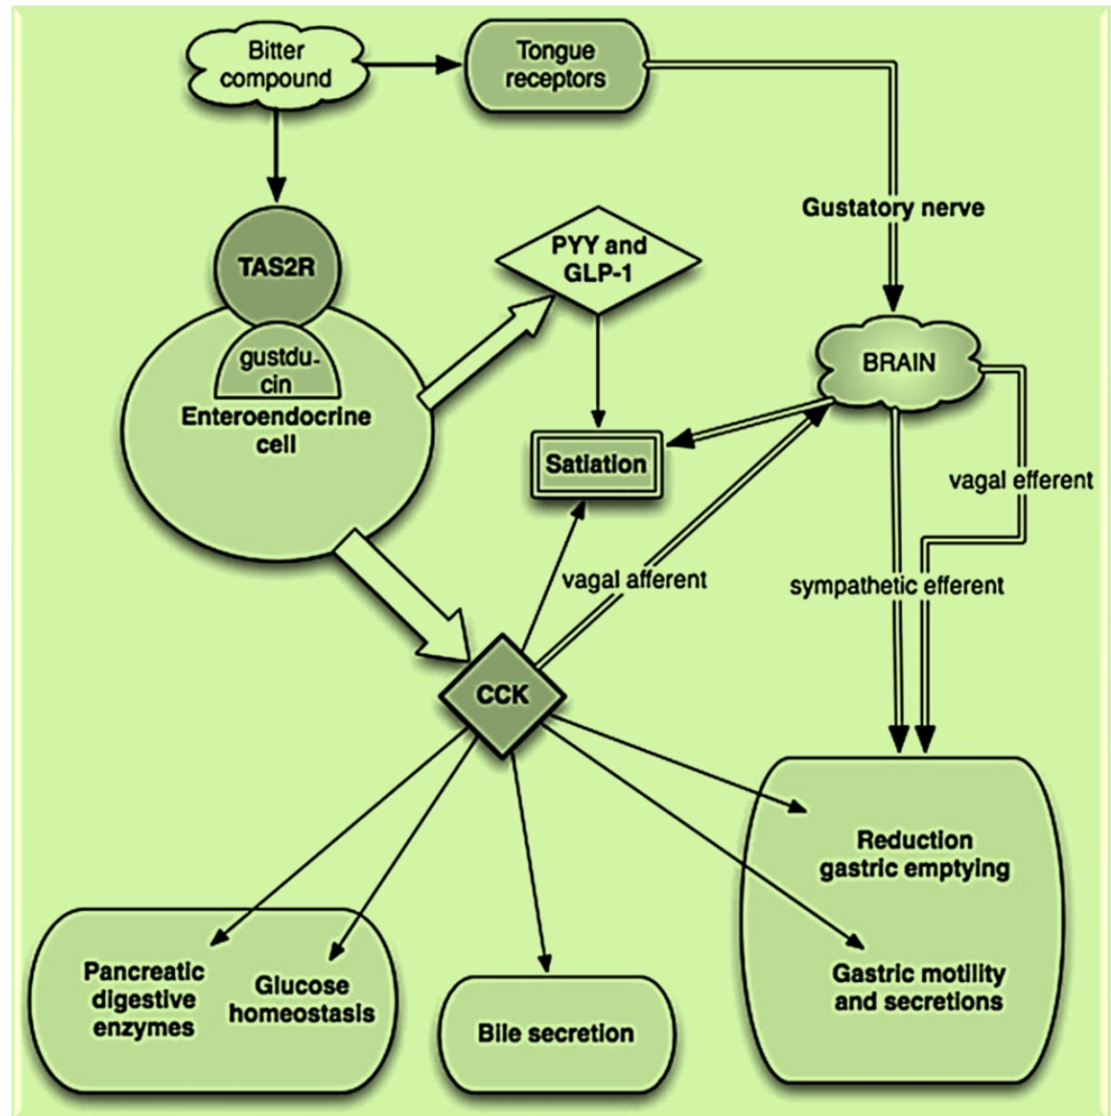 Bitter
compound
Tongue
receptors
Gustatory nerve
TAS2R
PYY and
GLP-1
gustdu-
cin
Enteroendocrine
cell
BRAIN
Satiation
vagal efferent
vagal afferent
sympathetic efferent
CCK
Reduction
gastric emptying
Gastric motility
and secretions
Pancreatic
digestive
enzymes
Glucose
homeostasis
Bile secretion